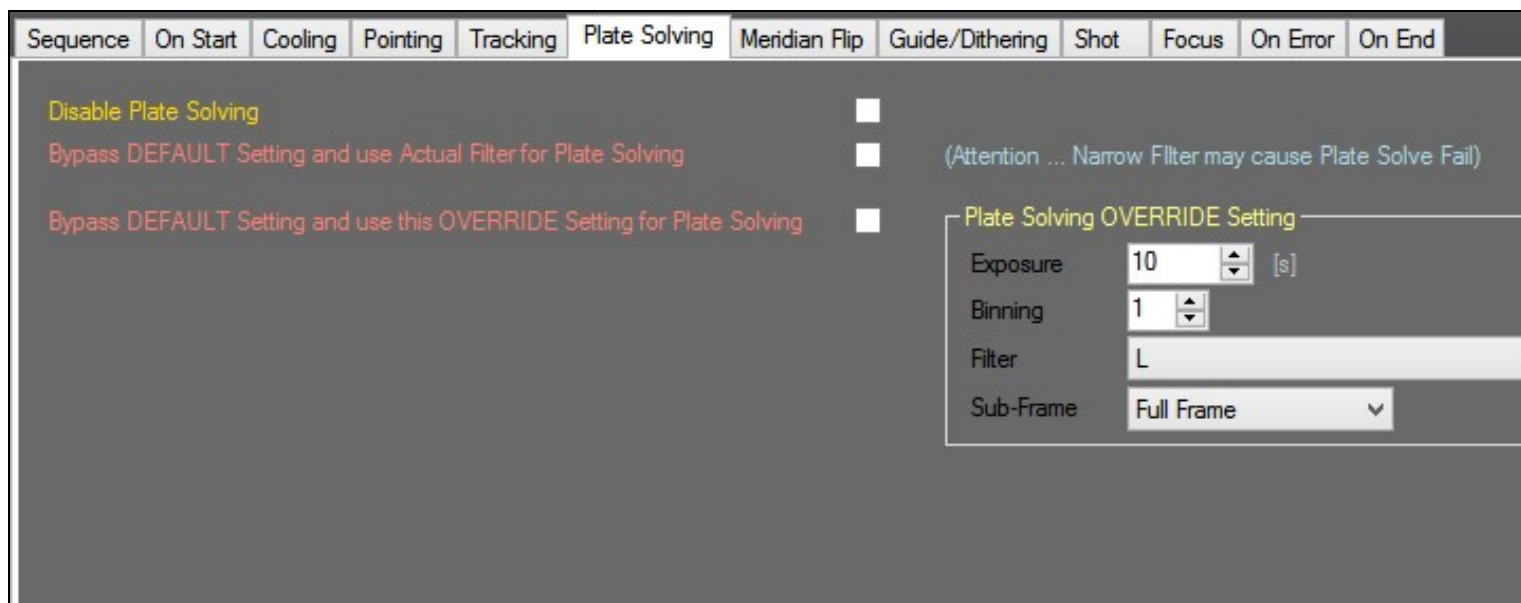 Sequence On Start Cooling Pointing Tracking Plate Solving Meridian Flip Guide/Dithering Shot Focus On Error On End
Disable Plate Solving
Bypass DEFAULT Setting and use Actual Filter for Plate Solving (Attention ... Narrow FIlter may cause Plate Solve Fail)
Bypass DEFAULT Setting and use this OVERRIDE Setting for Plate Solving
Plate Solving OVERRIDE Setting
Exposure 10 [s]
Binning 1
Filter L
Sub-Frame Full Frame